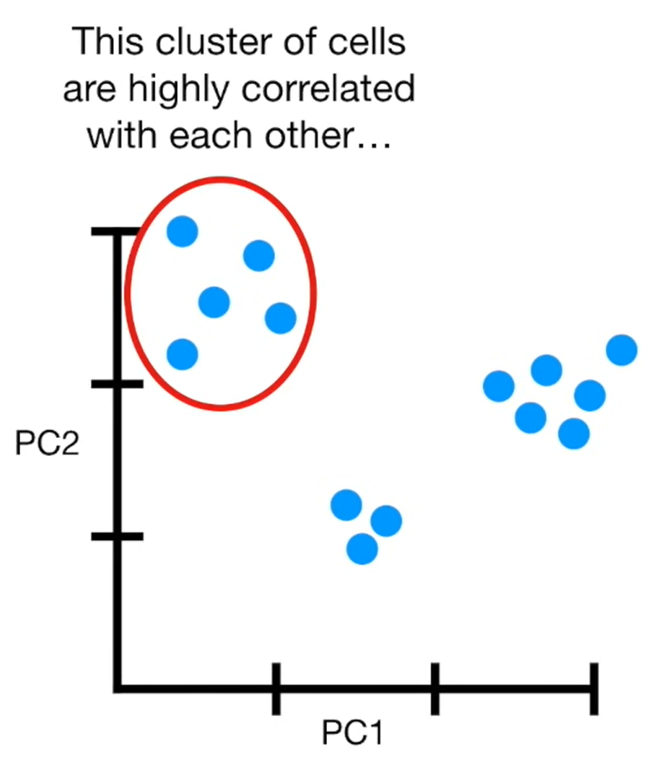 This cluster of cells
are highly correlated
with each other…
PC2
PC1